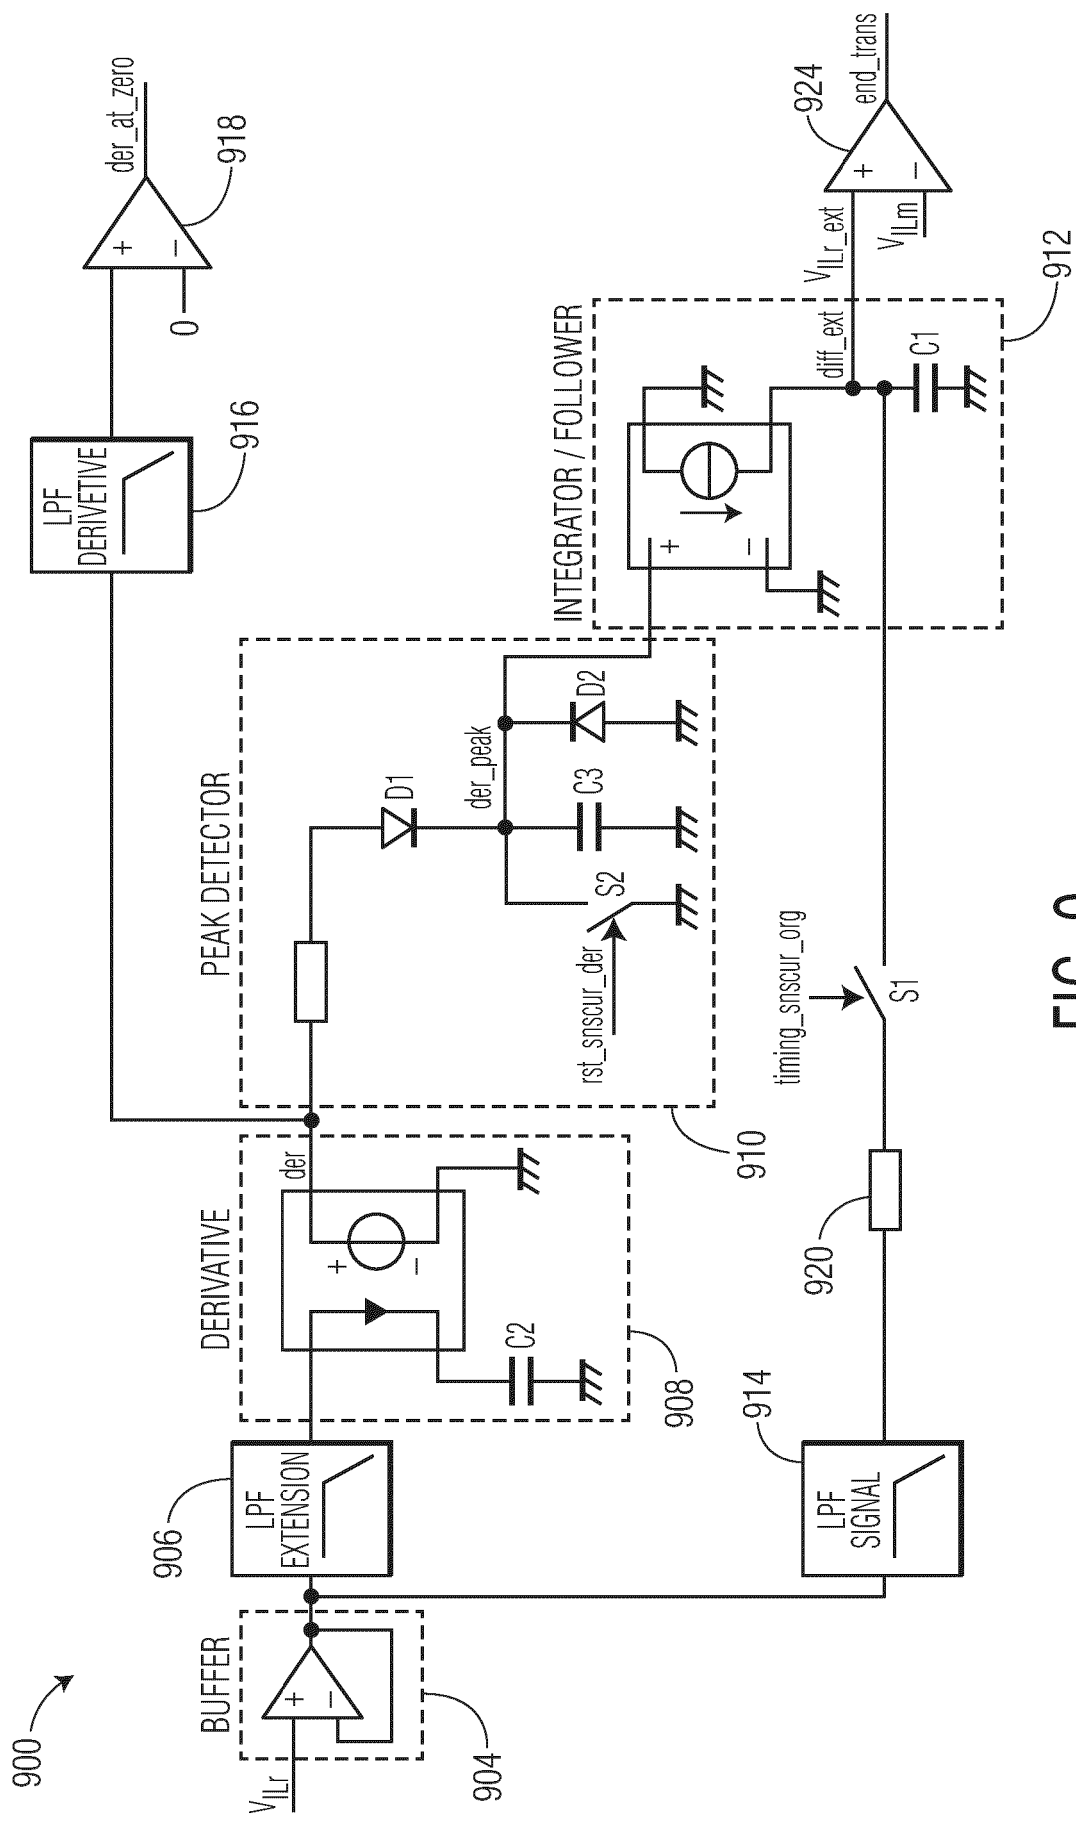 900
V_ILr
BUFFER
+
−
904
906
LPF
EXTENSION
DERIVATIVE
der
+
−
C2
908
PEAK DETECTOR
D1
der_peak
C3
D2
S2
rst_snscur_der
910
LPF
DERIVETIVE
916
+
−
0
918
der_at_zero
INTEGRATOR / FOLLOWER
+
−
diff_ext
C1
912
V_ILr_ext
V_ILm
+
−
924
end_trans
914
LPF
SIGNAL
920
timing_snscur_org
S1